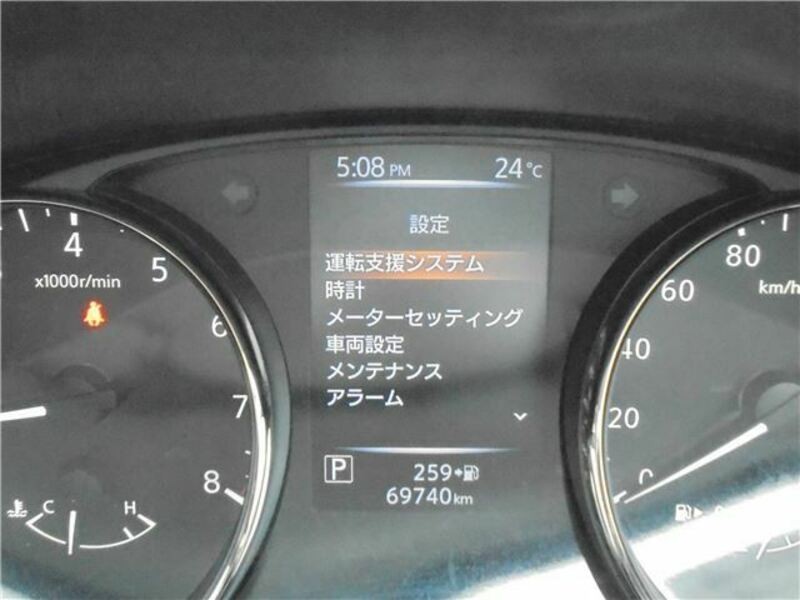 5:08 PM 24°C
設定
運転支援システム
時計
メーターセッティング
車両設定
メンテナンス
アラーム
P 259
69740km
4
5
6
7
8
x1000r/min
C H
80
60
40
20
0
km/h